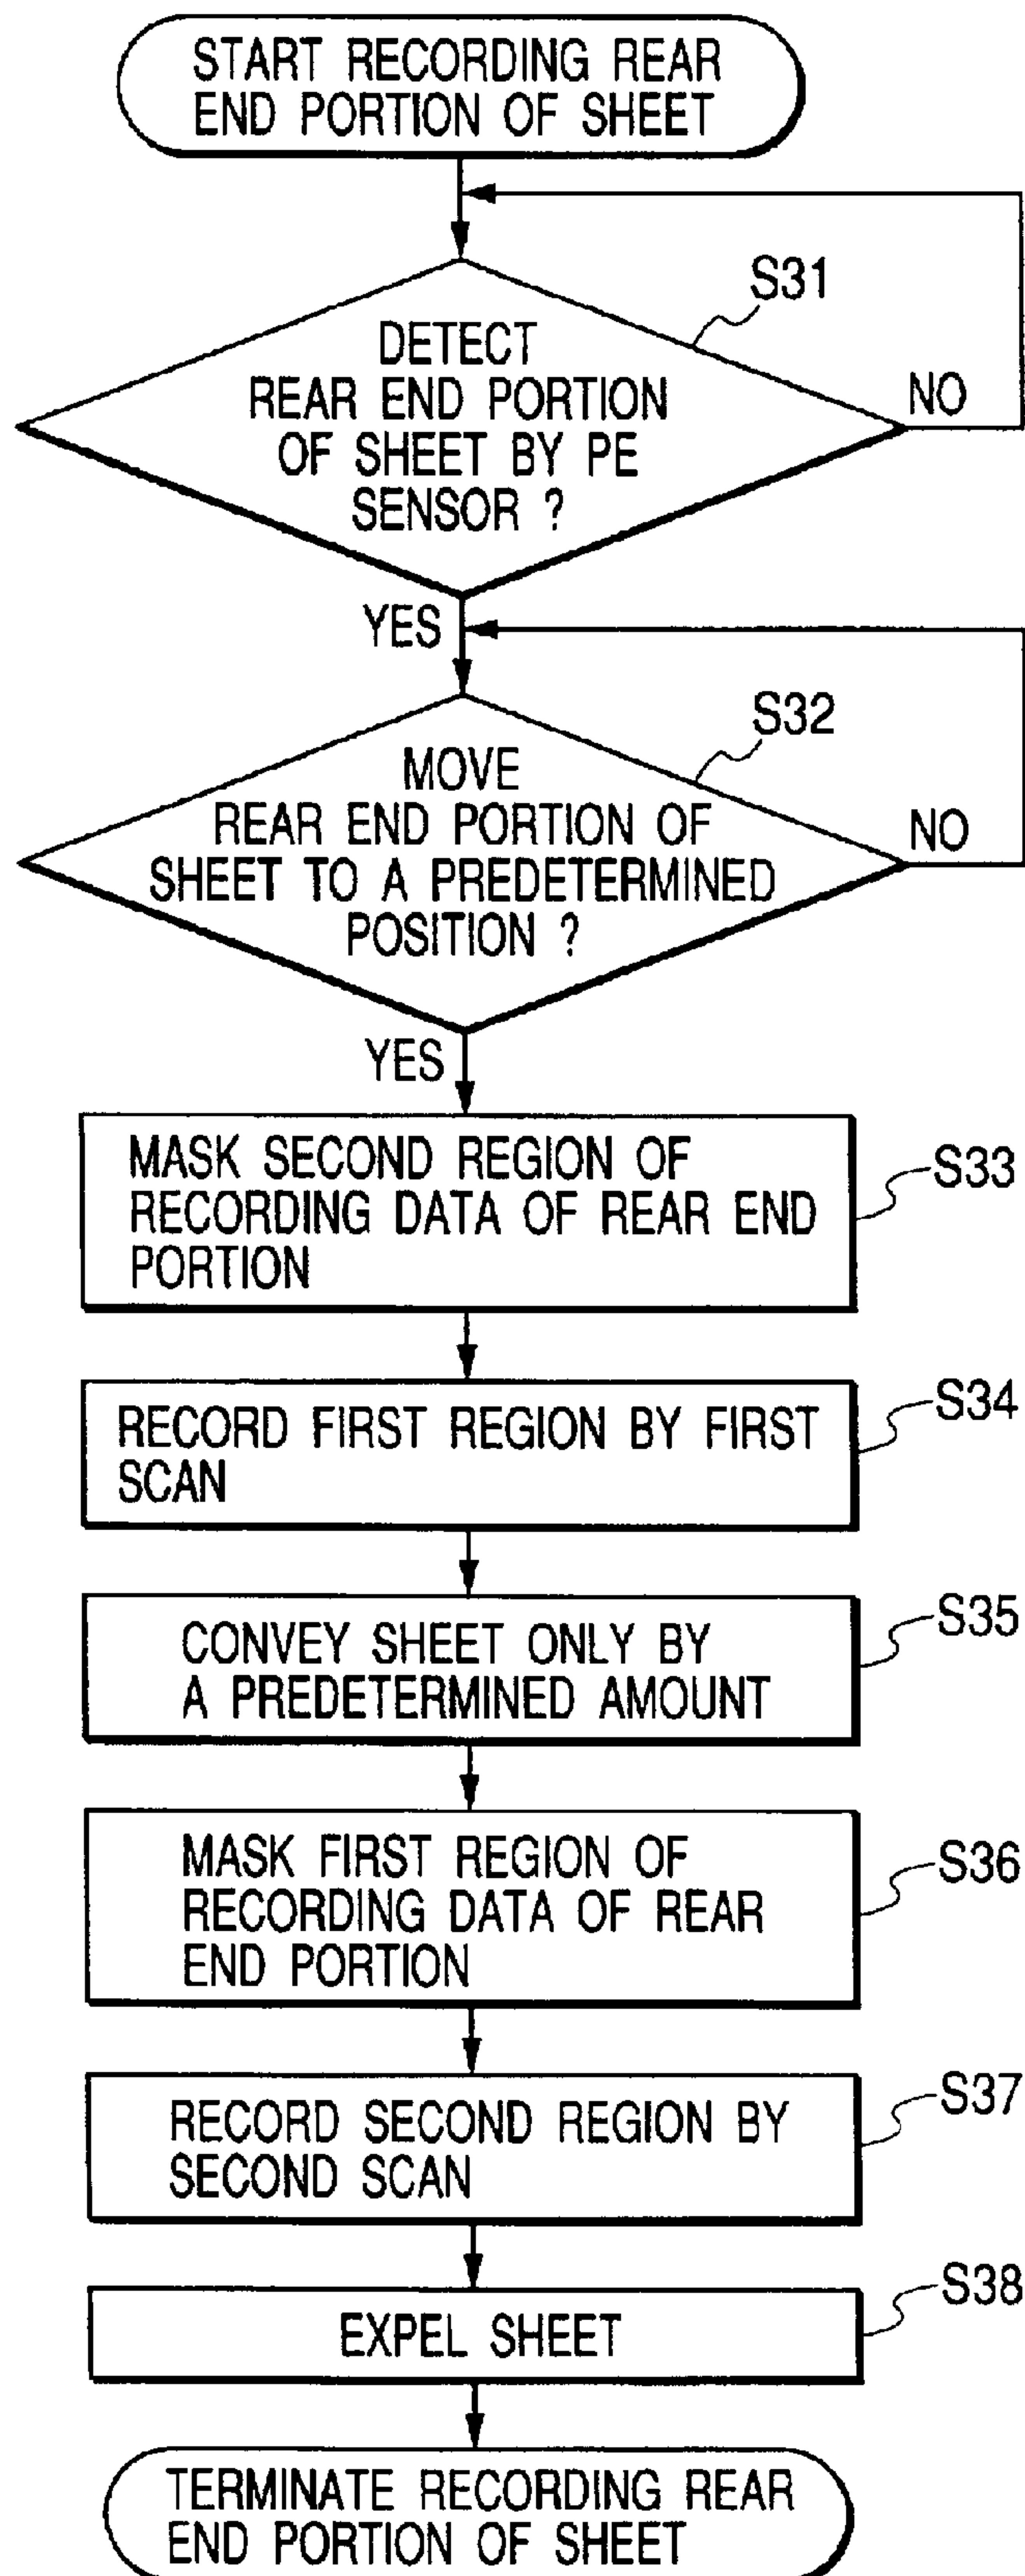 START RECORDING REAR
END PORTION OF SHEET
S31
DETECT
REAR END PORTION
OF SHEET BY PE
SENSOR ?
NO
YES
S32
MOVE
REAR END PORTION OF
SHEET TO A PREDETERMINED
POSITION ?
NO
YES
MASK SECOND REGION OF
RECORDING DATA OF REAR END
PORTION
S33
RECORD FIRST REGION BY FIRST
SCAN
S34
CONVEY SHEET ONLY BY
A PREDETERMINED AMOUNT
S35
MASK FIRST REGION OF
RECORDING DATA OF REAR
END PORTION
S36
RECORD SECOND REGION BY
SECOND SCAN
S37
EXPEL SHEET
S38
TERMINATE RECORDING REAR
END PORTION OF SHEET